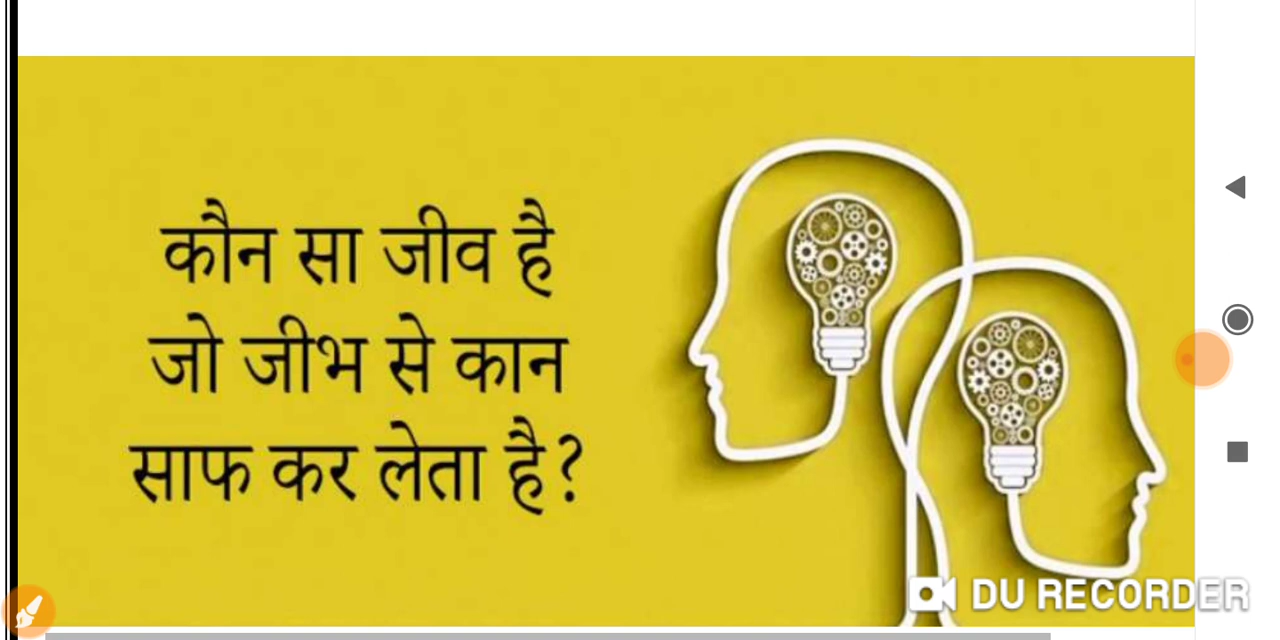 कौन सा जीव है
जो जीभ से कान
साफ कर लेता है?
DU RECORDER